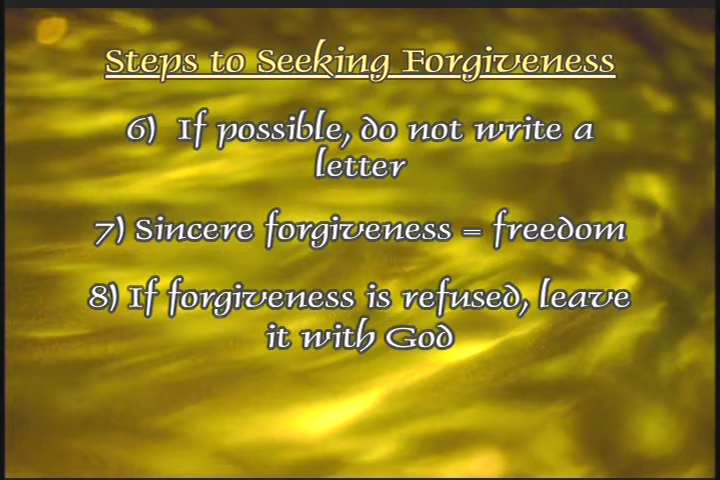 Steps to Seeking Forgiveness
6) If possible, do not write a
letter
7) Sincere forgiveness = freedom
8) If forgiveness is refused, leave
it with God